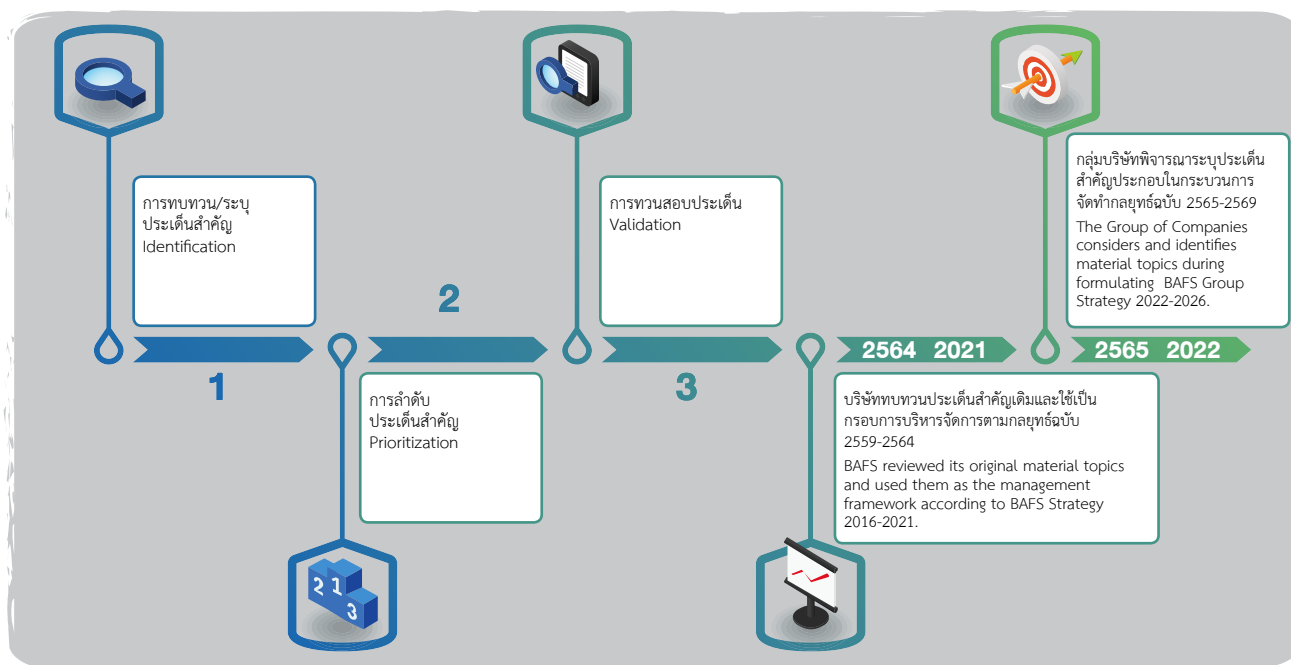 การทบทวน/ระบุ
ประเด็นสำคัญ
Identification
1
2
การลำดับ
ประเด็นสำคัญ
Prioritization
2 1 3
การทวนสอบประเด็น
Validation
3
2564 2021
บริษัททบทวนประเด็นสำคัญเดิมและใช้เป็น
กรอบการบริหารจัดการตามกลยุทธ์ฉบับ
2559-2564
BAFS reviewed its original material topics
and used them as the management
framework according to BAFS Strategy
2016-2021.
กลุ่มบริษัทพิจารณาระบุประเด็น
สำคัญประกอบในกระบวนการ
จัดทำกลยุทธ์ฉบับ 2565-2569
The Group of Companies
considers and identifies
material topics during
formulating BAFS Group
Strategy 2022-2026.
2565 2022